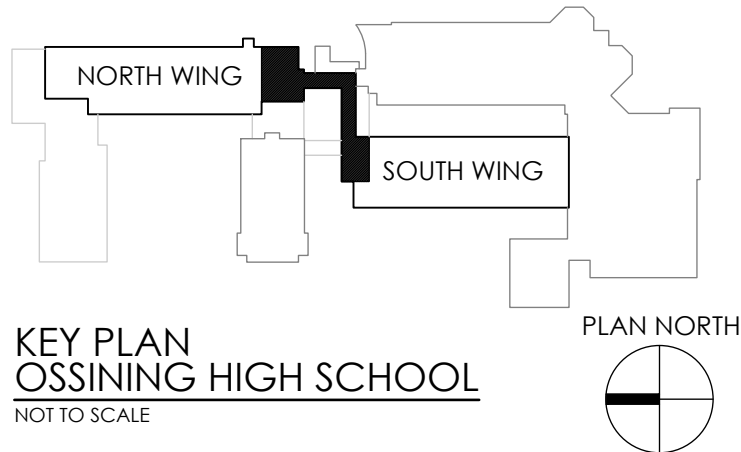 NORTH WING
SOUTH WING
KEY PLAN
OSSINING HIGH SCHOOL
NOT TO SCALE
PLAN NORTH